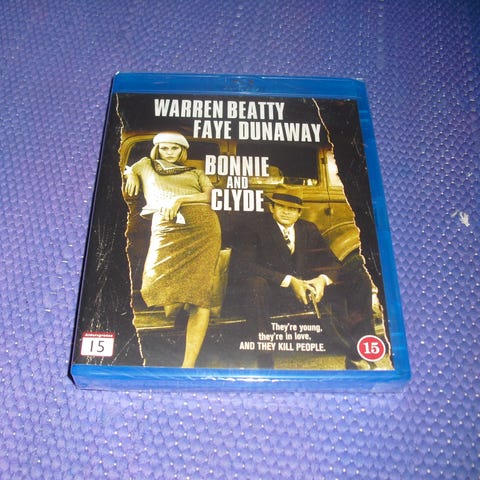 WARREN BEATTY
FAYE DUNAWAY
BONNIE
AND
CLYDE
They're young,
they're in love,
AND THEY KILL PEOPLE.
15
15